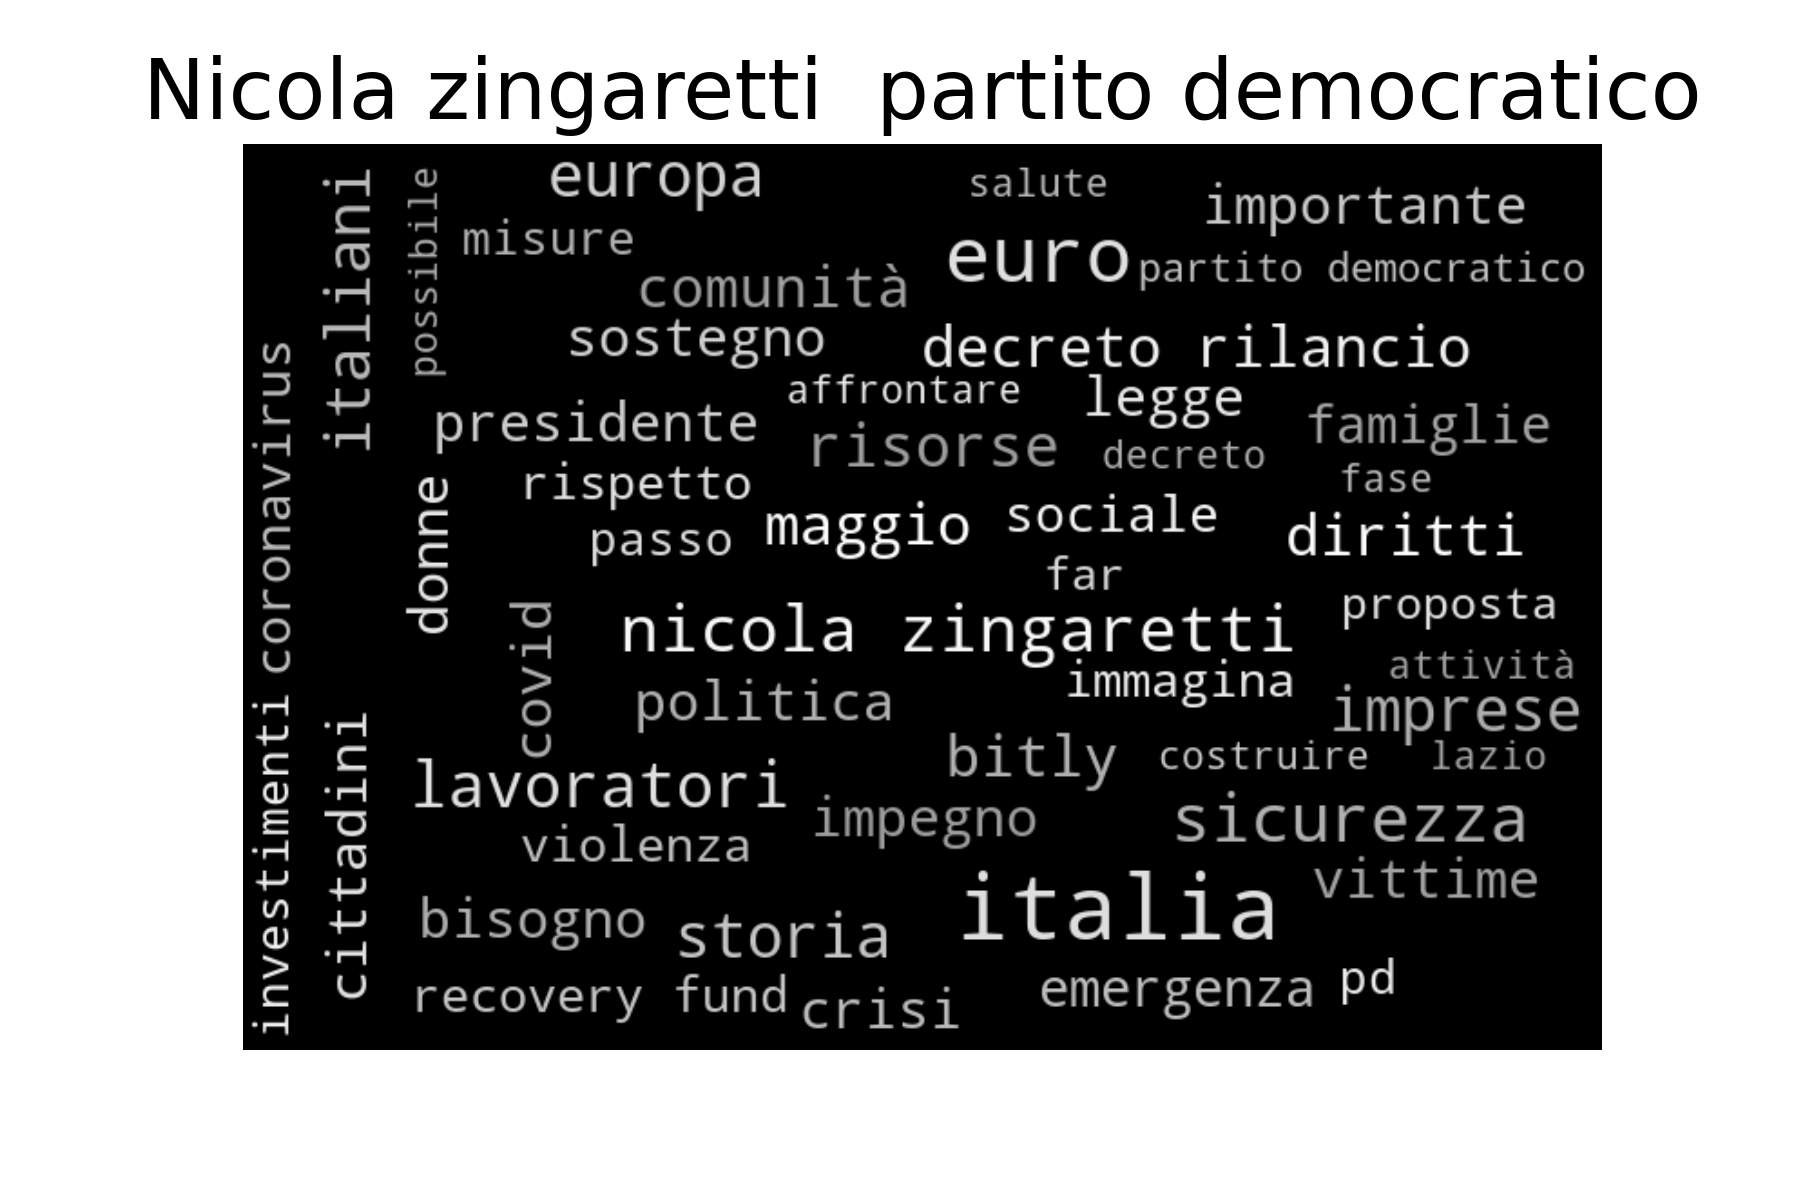 Nicola zingaretti  partito democratico
europa
salute
italiani
possibile
importante
misure
euro
partito democratico
comunità
sostegno
decreto rilancio
coronavirus
affrontare
legge
presidente
famiglie
risorse
decreto
rispetto
fase
donne
passo
maggio
sociale
diritti
far
covid
nicola zingaretti
proposta
attività
immagina
politica
imprese
investimenti
cittadini
bitly
costruire
lazio
lavoratori
impegno
sicurezza
violenza
vittime
bisogno
storia
italia
recovery fund
crisi
emergenza
pd